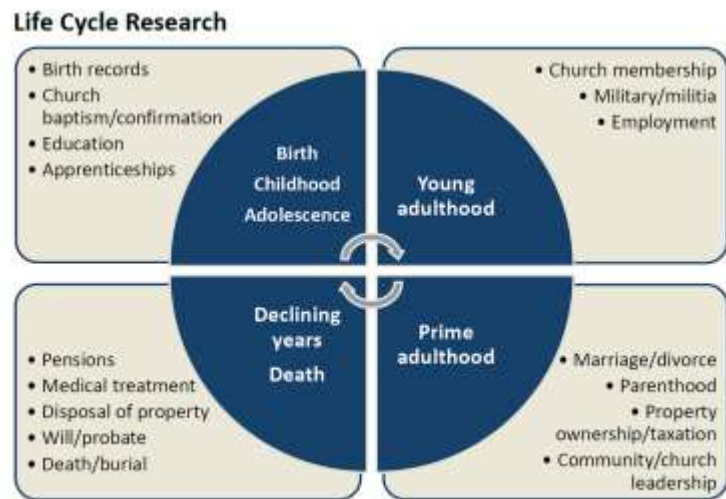 Life Cycle Research
• Birth records
• Church
baptism/confirmation
• Education
• Apprenticeships
Birth
Childhood
Adolescence
Young
adulthood
• Church membership
• Military/militia
• Employment
• Pensions
• Medical treatment
• Disposal of property
• Will/probate
• Death/burial
Declining
years
Death
Prime
adulthood
• Marriage/divorce
• Parenthood
• Property
ownership/taxation
• Community/church
leadership